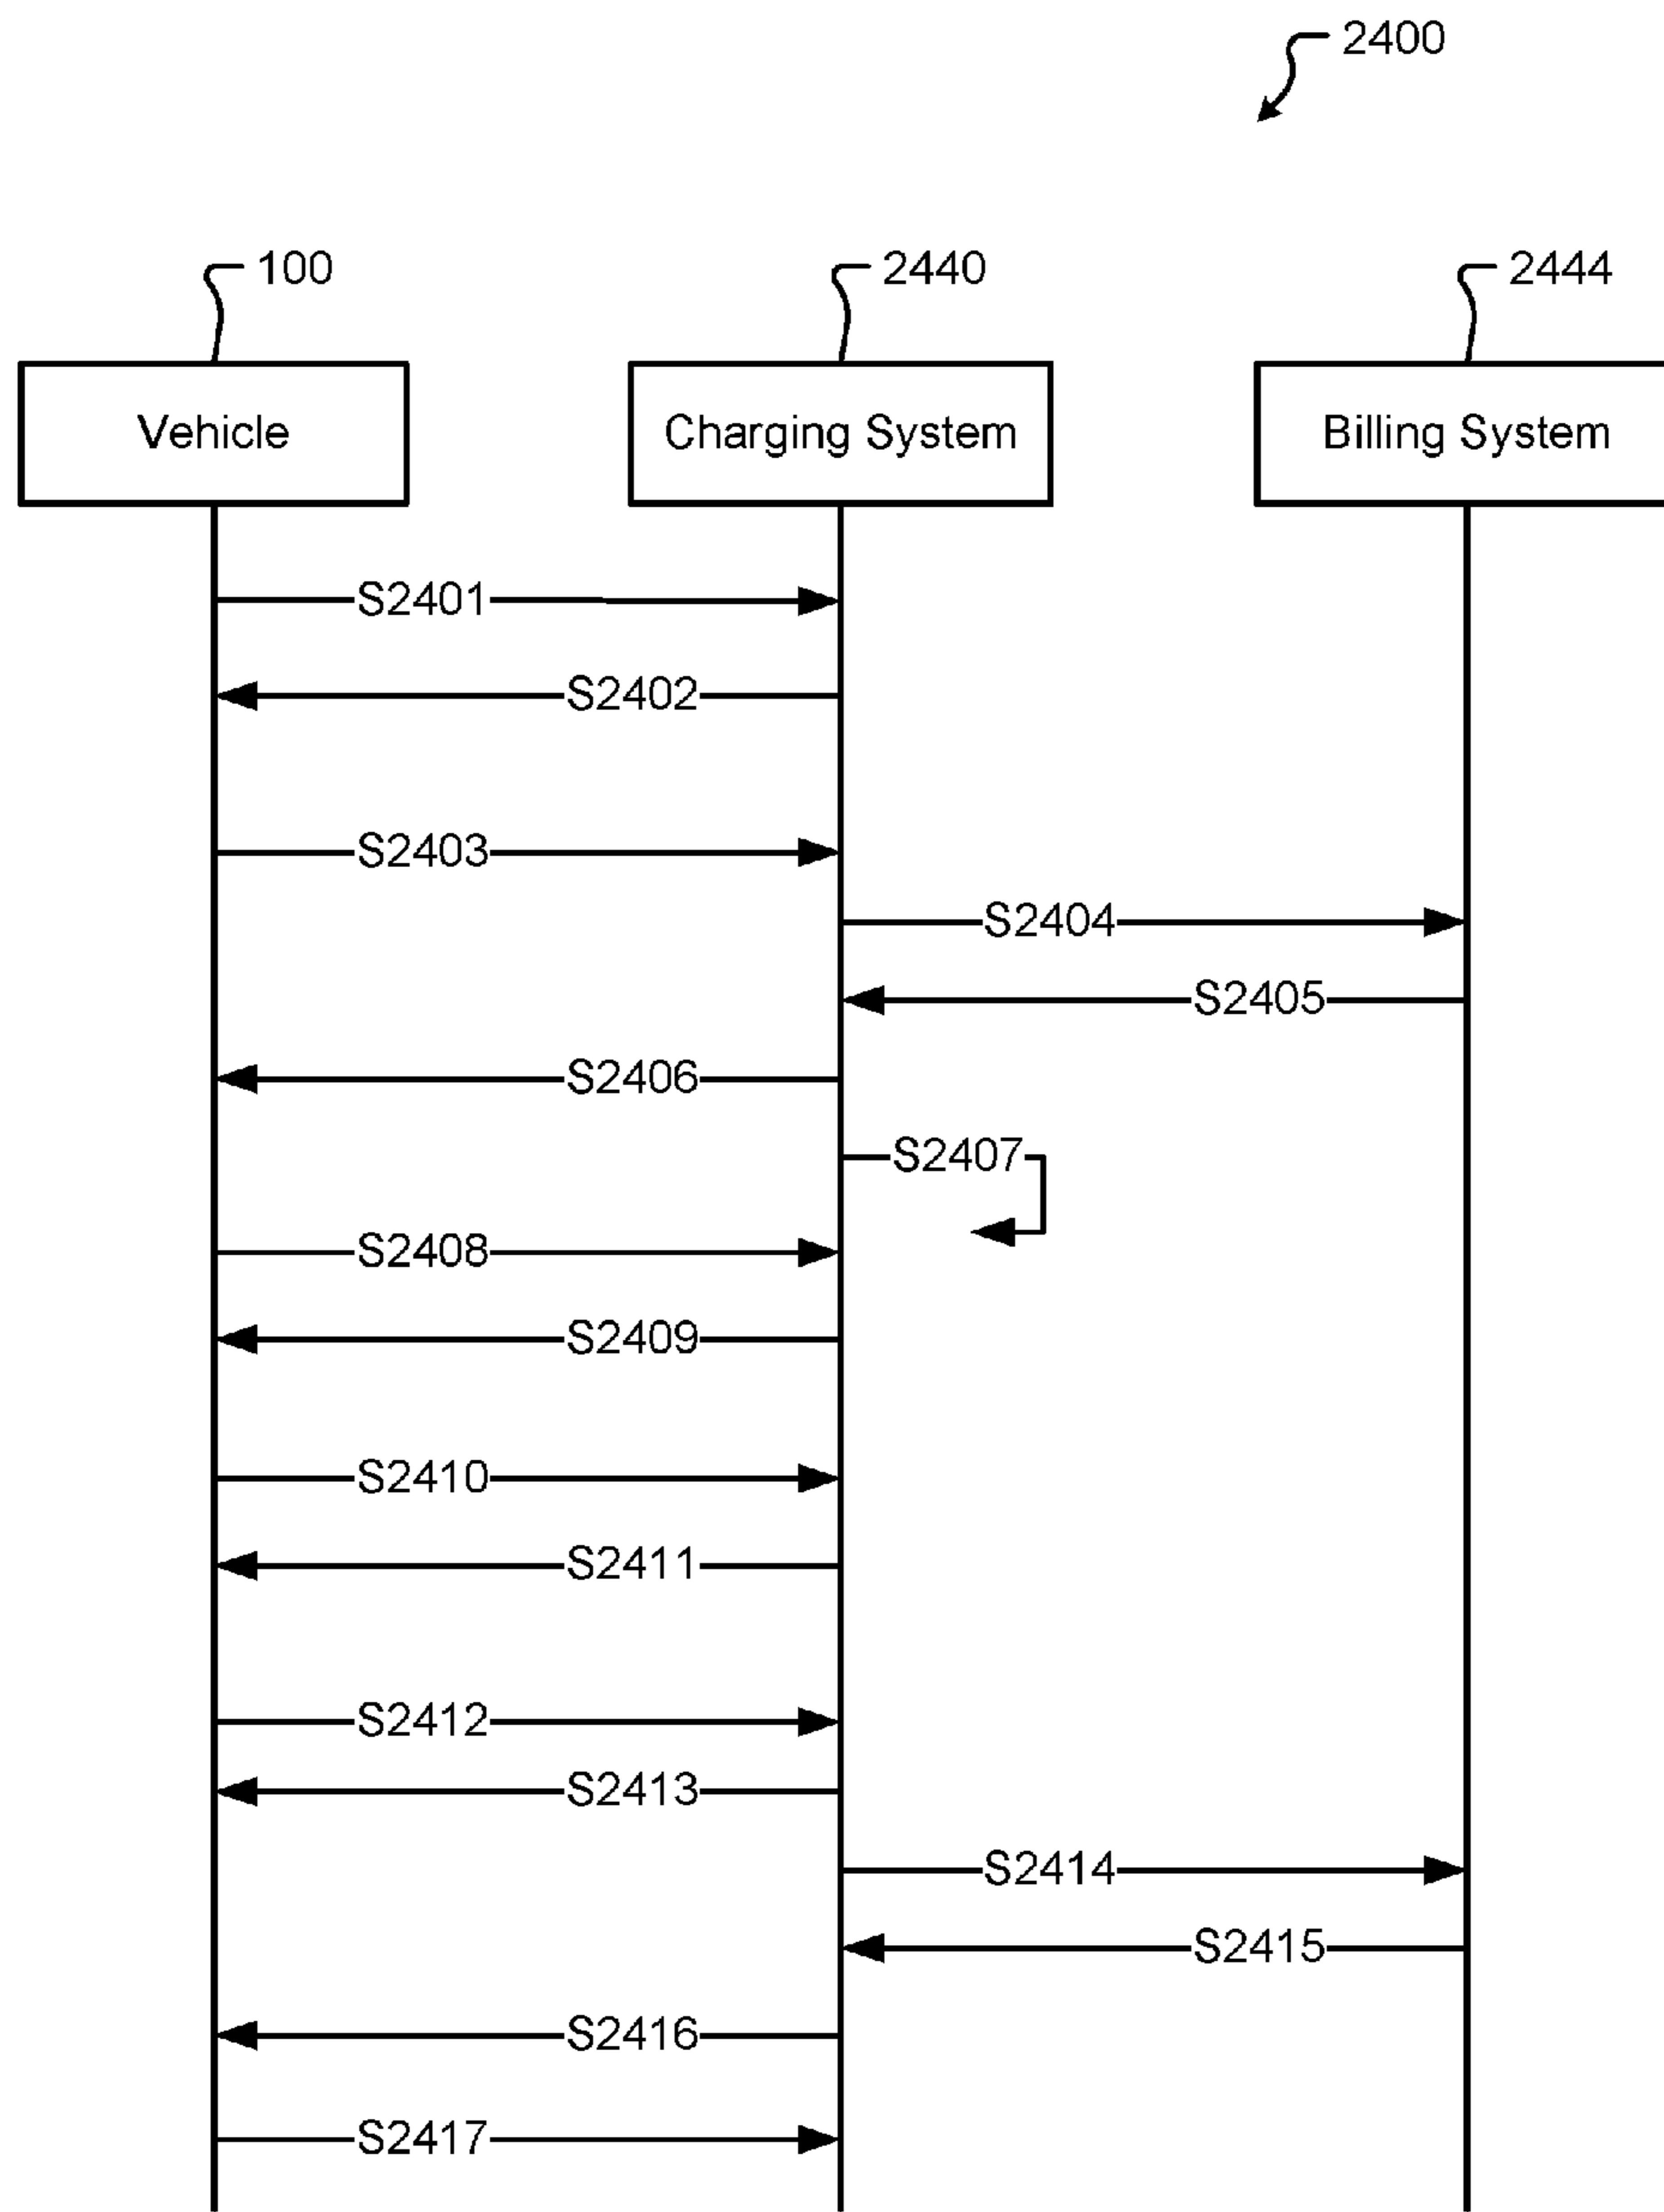 2400
100
2440
2444
Vehicle
Charging System
Billing System
S2401
S2402
S2403
S2404
S2405
S2406
S2407
S2408
S2409
S2410
S2411
S2412
S2413
S2414
S2415
S2416
S2417